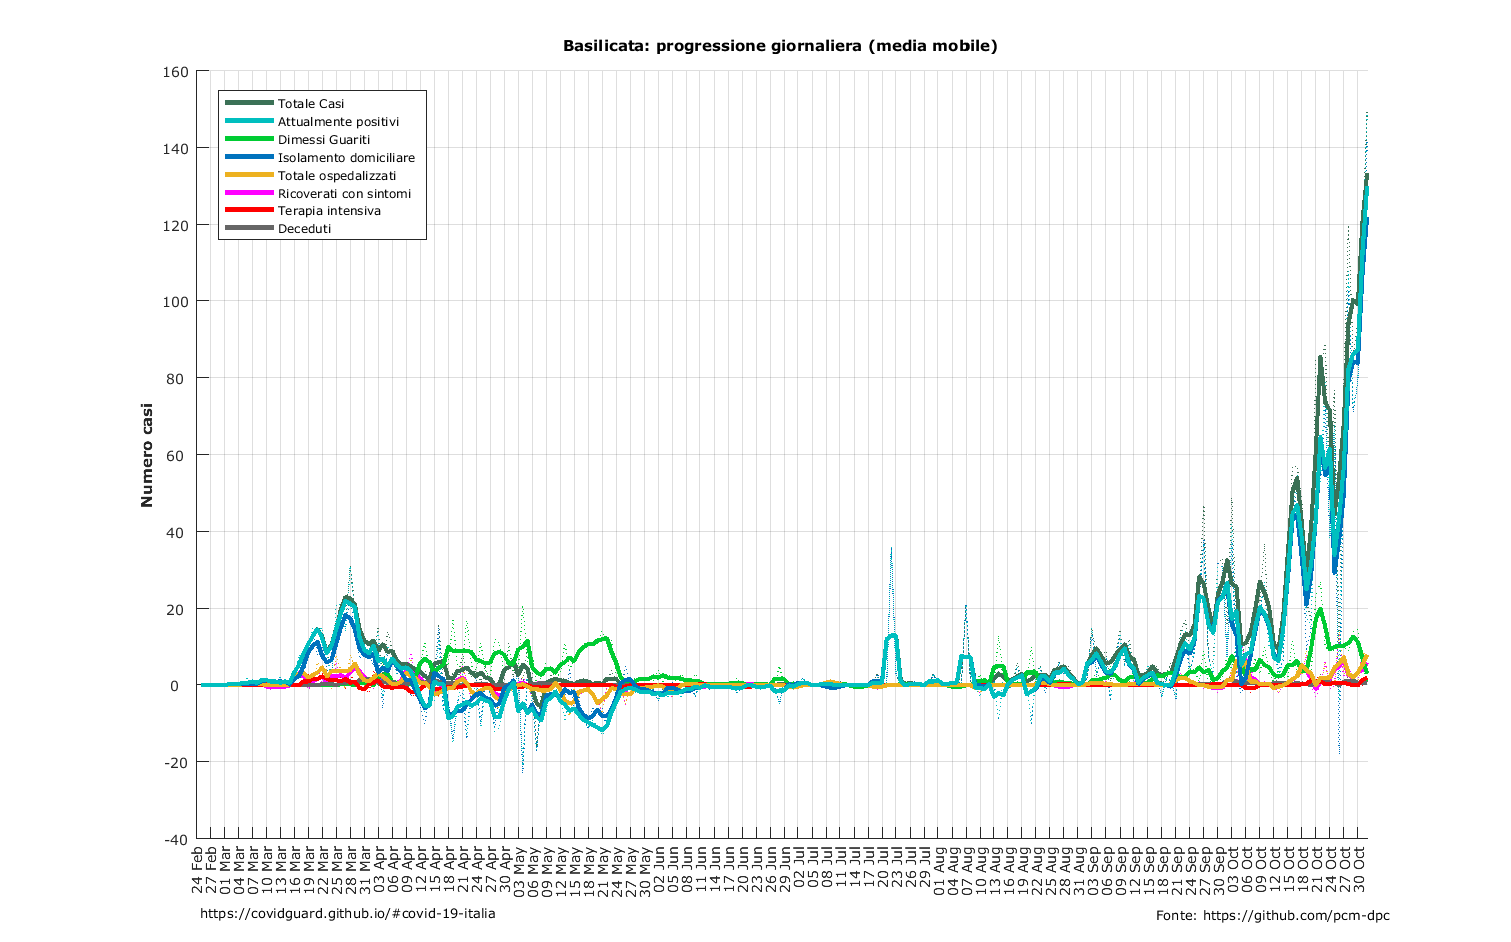 Basilicata: progressione giornaliera (media mobile)
160
140
120
100
80
60
40
20
0
-20
-40
Numero casi
Totale Casi
Attualmente positivi
Dimessi Guariti
Isolamento domiciliare
Totale ospedalizzati
Ricoverati con sintomi
Terapia intensiva
Deceduti
24 Feb
27 Feb
01 Mar
04 Mar
07 Mar
10 Mar
13 Mar
16 Mar
19 Mar
22 Mar
25 Mar
28 Mar
31 Mar
03 Apr
06 Apr
09 Apr
12 Apr
15 Apr
18 Apr
21 Apr
24 Apr
27 Apr
30 Apr
03 May
06 May
09 May
12 May
15 May
18 May
21 May
24 May
27 May
30 May
02 Jun
05 Jun
08 Jun
11 Jun
14 Jun
17 Jun
20 Jun
23 Jun
26 Jun
29 Jun
02 Jul
05 Jul
08 Jul
11 Jul
14 Jul
17 Jul
20 Jul
23 Jul
26 Jul
29 Jul
01 Aug
04 Aug
07 Aug
10 Aug
13 Aug
16 Aug
19 Aug
22 Aug
25 Aug
28 Aug
31 Aug
03 Sep
06 Sep
09 Sep
12 Sep
15 Sep
18 Sep
21 Sep
24 Sep
27 Sep
30 Sep
03 Oct
06 Oct
09 Oct
12 Oct
15 Oct
18 Oct
21 Oct
24 Oct
27 Oct
30 Oct
https://covidguard.github.io/#covid-19-italia
Fonte: https://github.com/pcm-dpc